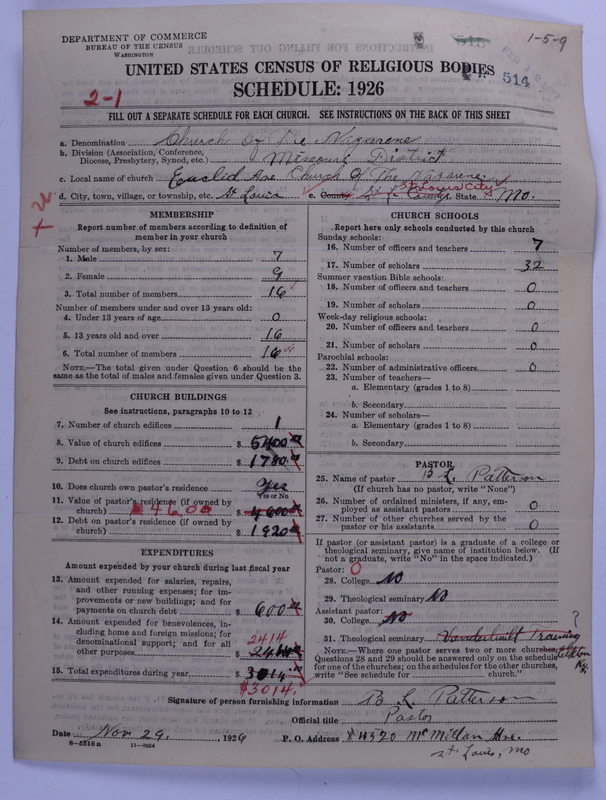 DEPARTMENT OF COMMERCE
BUREAU OF THE CENSUS
WASHINGTON
515
1-5-9
514
UNITED STATES CENSUS OF RELIGIOUS BODIES
SCHEDULE: 1926
2-1
FILL OUT A SEPARATE SCHEDULE FOR EACH CHURCH. SEE INSTRUCTIONS ON THE BACK OF THIS SHEET
a. Denomination Church Of The Nazarene
b. Division (Association, Conference, Diocese, Presbytery, Synod, etc.) Missouri District
c. Local name of church Euclid Ave Church Of The Nazarene.
d. City, town, village, or township, etc. St Louis e. County St L County St Louis City f. State Mo.
MEMBERSHIP
Report number of members according to definition of member in your church
Number of members, by sex:
1. Male 7
2. Female 9
3. Total number of members 16
Number of members under and over 13 years old:
4. Under 13 years of age 0
5. 13 years old and over 16
6. Total number of members 16
NOTE.—The total given under Question 6 should be the same as the total of males and females given under Question 3.
CHURCH BUILDINGS
See instructions, paragraphs 10 to 12
7. Number of church edifices 1
8. Value of church edifices $ 5400
9. Debt on church edifices $ 1780
10. Does church own pastor's residence? Yes
Yes or No
11. Value of pastor's residence (if owned by church) $4600 $ 4600
12. Debt on pastor's residence (if owned by church) $ 1920
EXPENDITURES
Amount expended by your church during last fiscal year
13. Amount expended for salaries, repairs, and other running expenses; for improvements or new buildings; and for payments on church debt $ 600
14. Amount expended for benevolences, including home and foreign missions; for denominational support; and for all other purposes 2414 $ 2414
15. Total expenditures during year $ 3014
$3014.
CHURCH SCHOOLS
Report here only schools conducted by this church
Sunday schools:
16. Number of officers and teachers 7
17. Number of scholars 32
Summer vacation Bible schools:
18. Number of officers and teachers 0
19. Number of scholars 0
Week-day religious schools:
20. Number of officers and teachers 0
21. Number of scholars 0
Parochial schools:
22. Number of administrative officers 0
23. Number of teachers—
a. Elementary (grades 1 to 8)
b. Secondary
24. Number of scholars—
a. Elementary (grades 1 to 8)
b. Secondary
PASTOR
25. Name of pastor B L Patterson
(If church has no pastor, write "None")
26. Number of ordained ministers, if any, employed as assistant pastors 0
27. Number of other churches served by the pastor or his assistants 0
If pastor (or assistant pastor) is a graduate of a college or theological seminary, give name of institution below. (If not a graduate, write "No" in the space indicated.)
Pastor: 0
28. College No
29. Theological seminary No
Assistant pastor:
30. College No
31. Theological seminary Vanderbuilt Training ?
NOTE.—Where one pastor serves two or more churches, Questions 28 and 29 should be answered only on the schedule for one of the churches; on the schedules for the other churches, write "See schedule for church."
Ky.
Signature of person furnishing information B L Patterson
Official title Pastor
Date Nov 29, 1926 P. O. Address 4520 McMillan Ave.
St Louis, Mo
8-5318a 11-9054